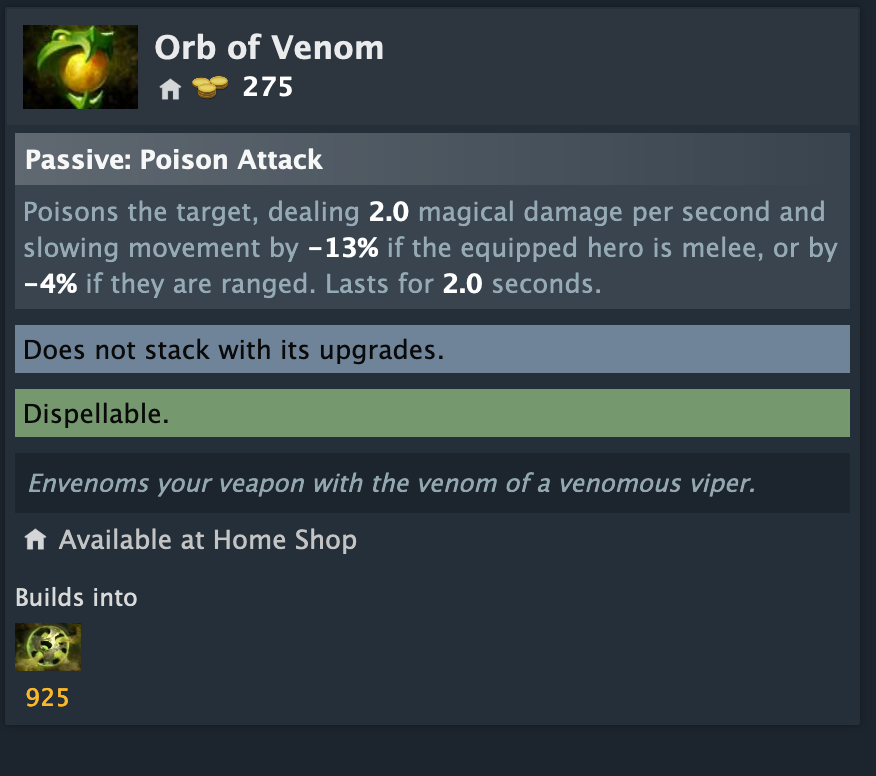 Orb of Venom
275
Passive: Poison Attack
Poisons the target, dealing 2.0 magical damage per second and
slowing movement by -13% if the equipped hero is melee, or by
-4% if they are ranged. Lasts for 2.0 seconds.
Does not stack with its upgrades.
Dispellable.
Envenoms your veapon with the venom of a venomous viper.
Available at Home Shop
Builds into
925